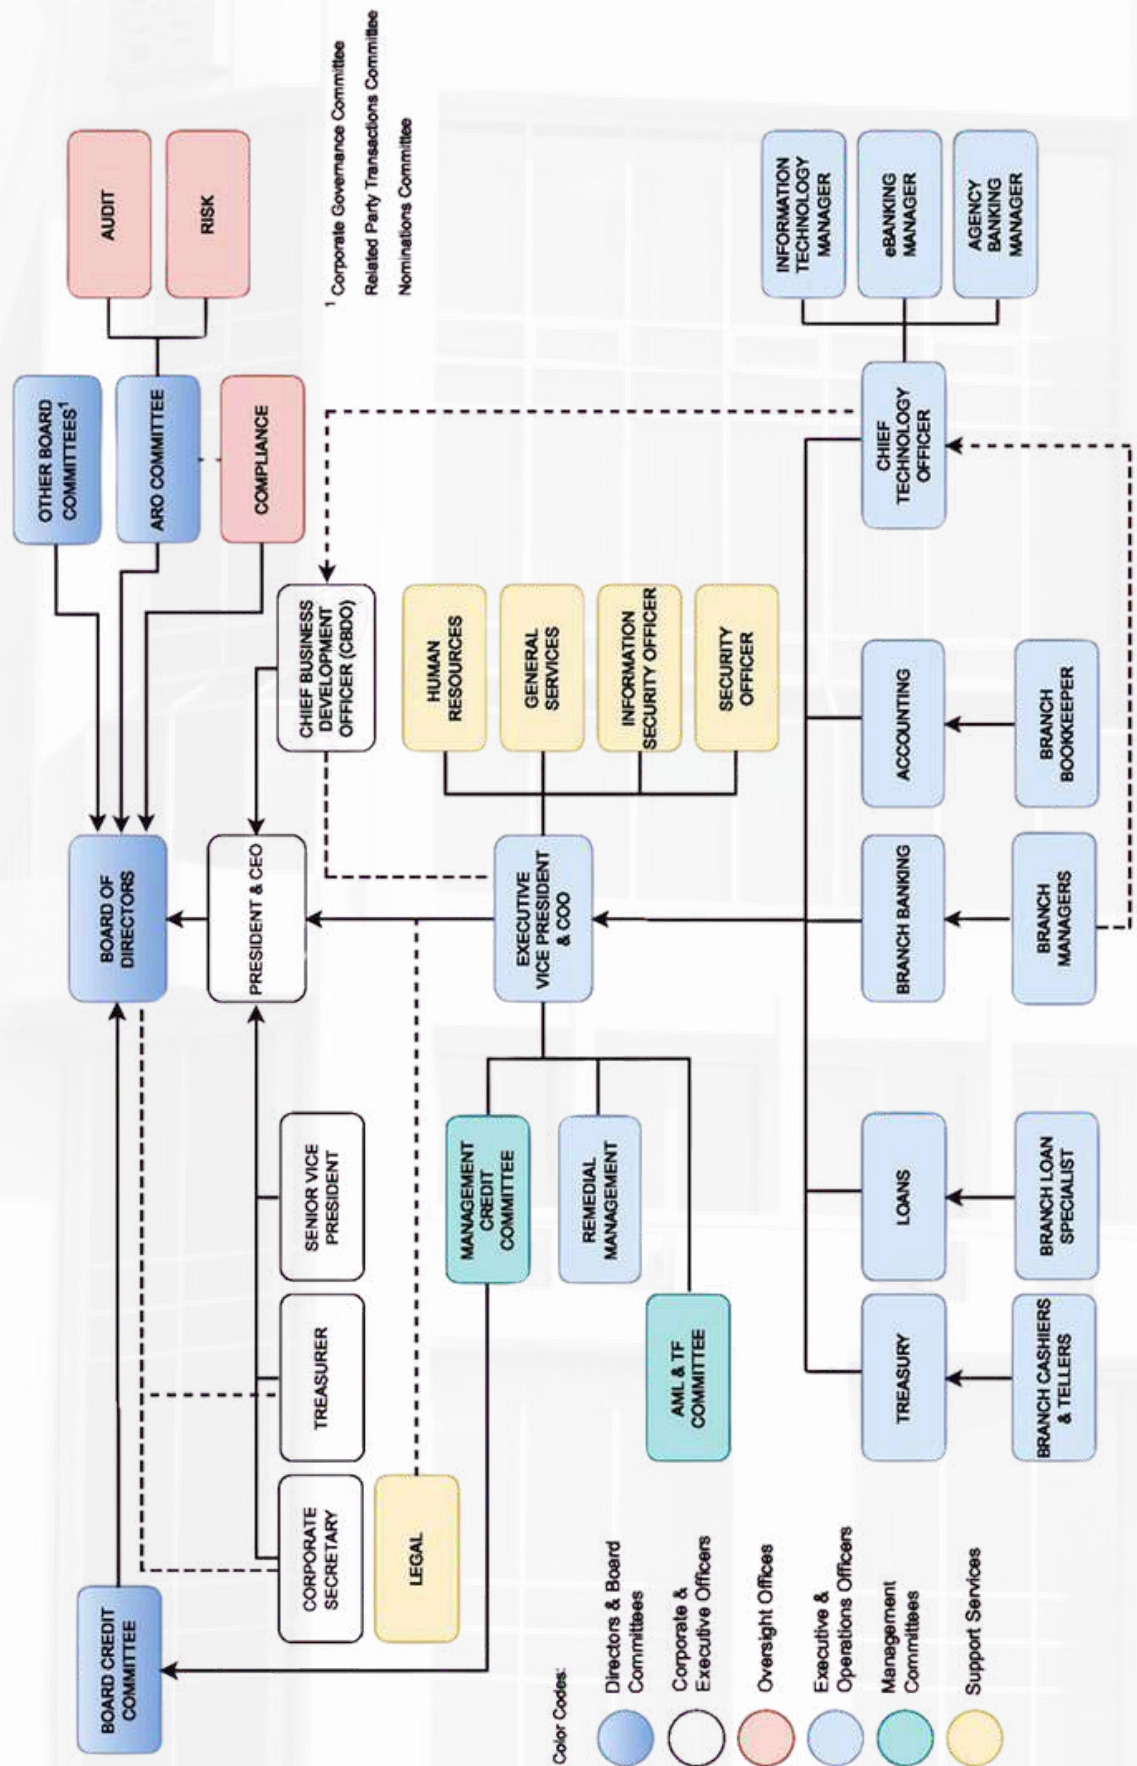 BOARD CREDIT
COMMITTEE
BOARD OF
DIRECTORS
OTHER BOARD
COMMITTEES¹
ARO COMMITTEE
COMPLIANCE
AUDIT
RISK
¹ Corporate Governance Committee
Related Party Transactions Committee
Nominations Committee
PRESIDENT & CEO
CHIEF BUSINESS
DEVELOPMENT
OFFICER (CBDO)
CORPORATE
SECRETARY
TREASURER
SENIOR VICE
PRESIDENT
LEGAL
MANAGEMENT
CREDIT
COMMITTEE
REMEDIAL
MANAGEMENT
AML & TF
COMMITTEE
EXECUTIVE
VICE PRESIDENT
& COO
HUMAN
RESOURCES
GENERAL
SERVICES
INFORMATION
SECURITY OFFICER
SECURITY
OFFICER
TREASURY
LOANS
BRANCH BANKING
ACCOUNTING
CHIEF
TECHNOLOGY
OFFICER
INFORMATION
TECHNOLOGY
MANAGER
eBANKING
MANAGER
AGENCY
BANKING
MANAGER
BRANCH CASHIERS
& TELLERS
BRANCH LOAN
SPECIALIST
BRANCH
MANAGERS
BRANCH
BOOKKEEPER
Color Codes:
Directors & Board
Committees
Corporate &
Executive Officers
Oversight Offices
Executive &
Operations Officers
Management
Committees
Support Services